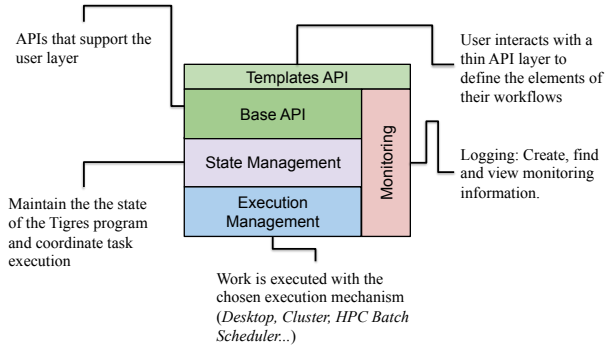 APIs that support the
user layer
User interacts with a
thin API layer to
define the elements of
their workflows
Templates API
Base API
State Management
Execution
Management
Monitoring
Logging: Create, find
and view monitoring
information.
Maintain the the state
of the Tigres program
and coordinate task
execution
Work is executed with the
chosen execution mechanism
(Desktop, Cluster, HPC Batch
Scheduler...)